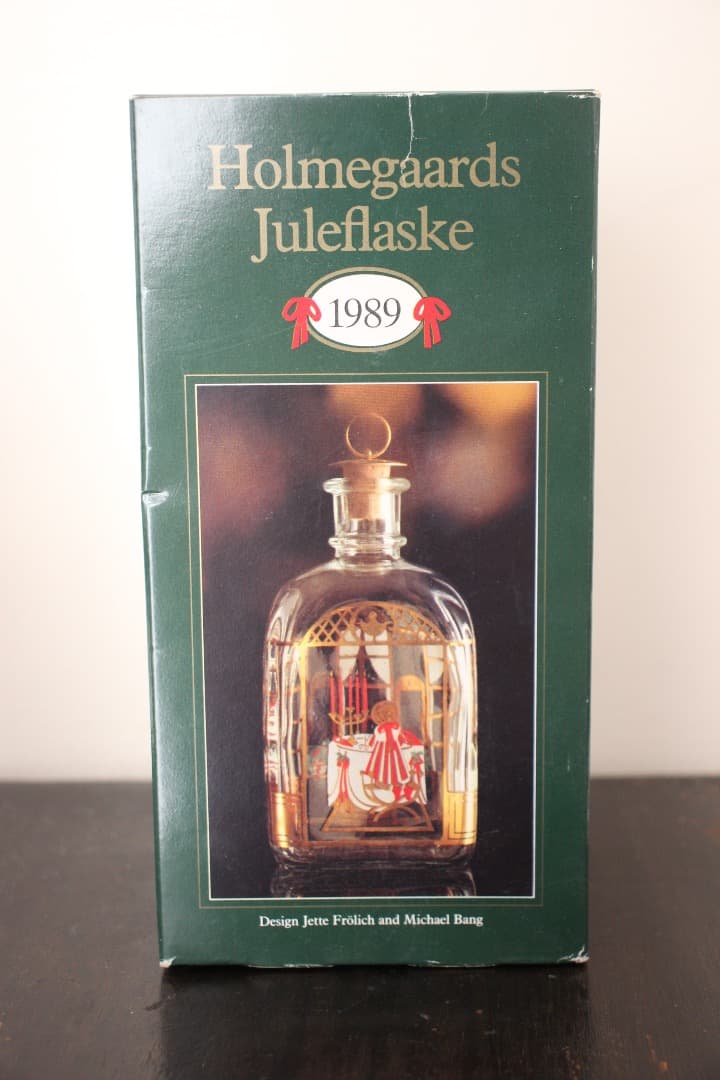 Holmegaards
Juleflaske
1989
Design Jette Frölich and Michael Bang